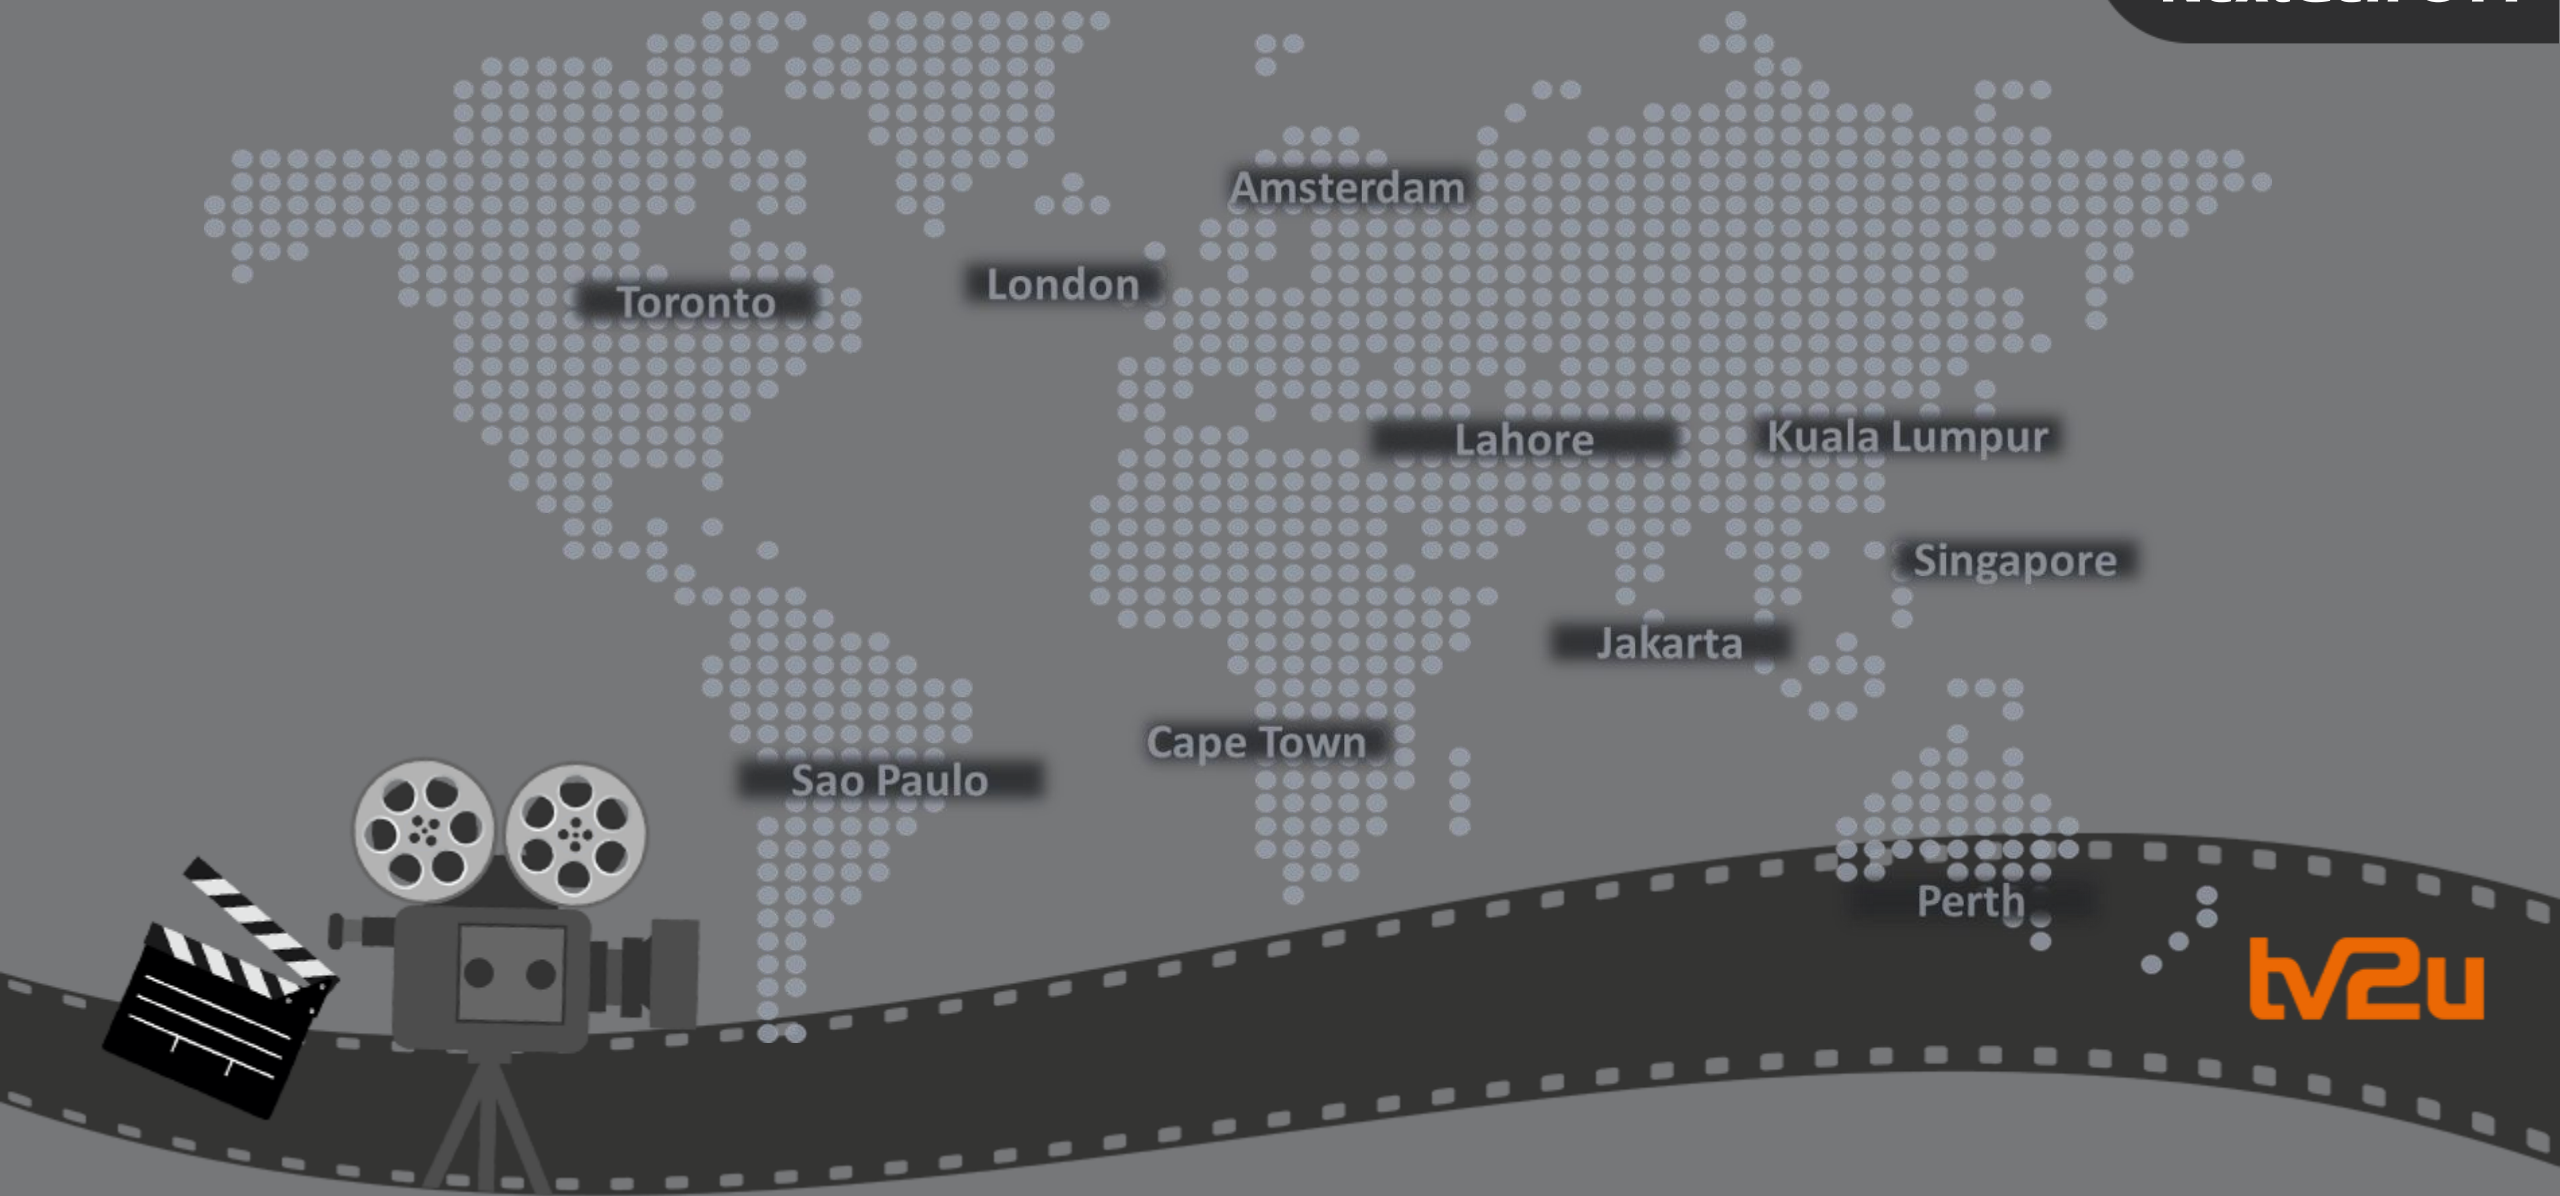 Amsterdam
London
Toronto
Lahore
Kuala Lumpur
Singapore
Jakarta
Cape Town
Sao Paulo
Perth
tv2u